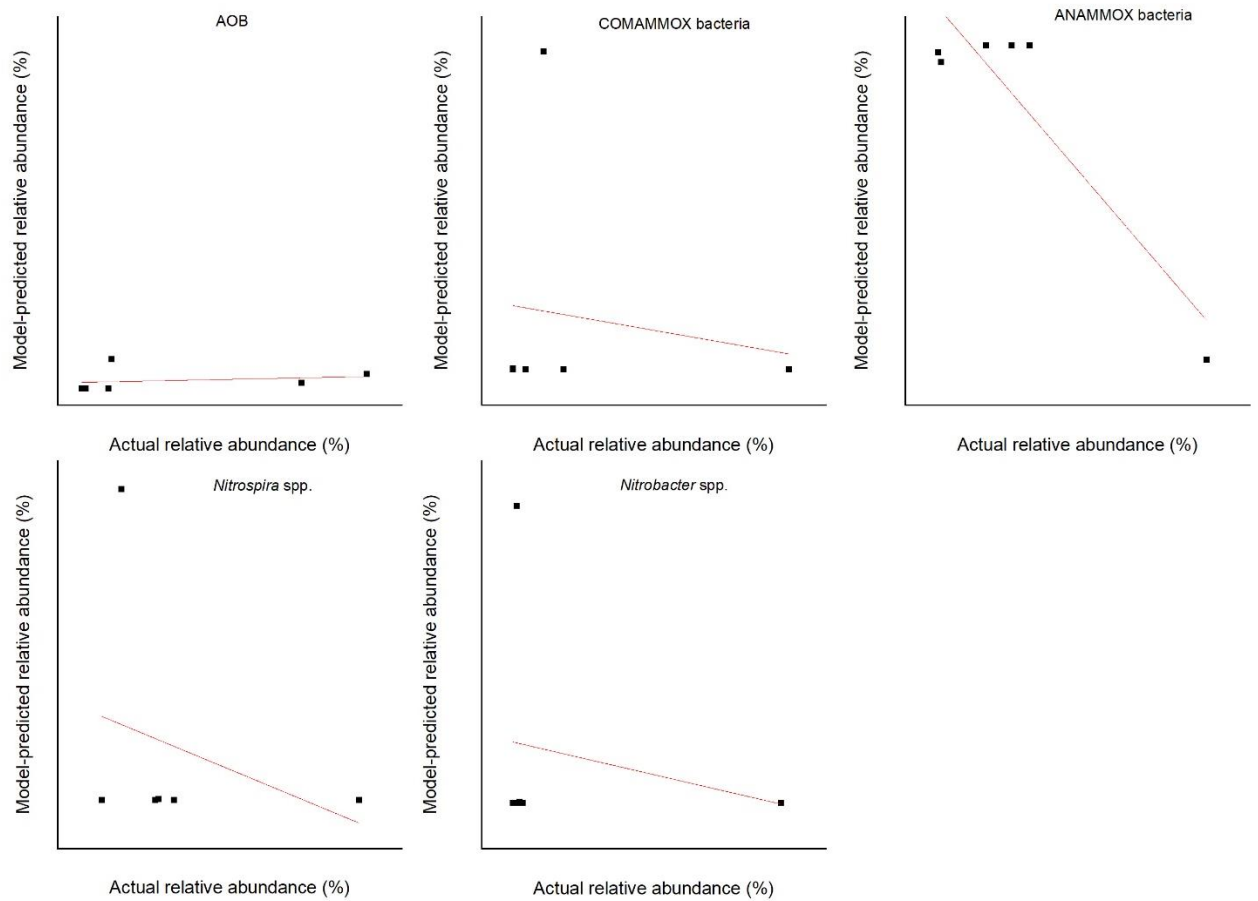 AOB
Model-predicted relative abundance (%)
Actual relative abundance (%)
COMAMMOX bacteria
Model-predicted relative abundance (%)
Actual relative abundance (%)
ANAMMOX bacteria
Model-predicted relative abundance (%)
Actual relative abundance (%)
Nitrospira spp.
Model-predicted relative abundance (%)
Actual relative abundance (%)
Nitrobacter spp.
Model-predicted relative abundance (%)
Actual relative abundance (%)